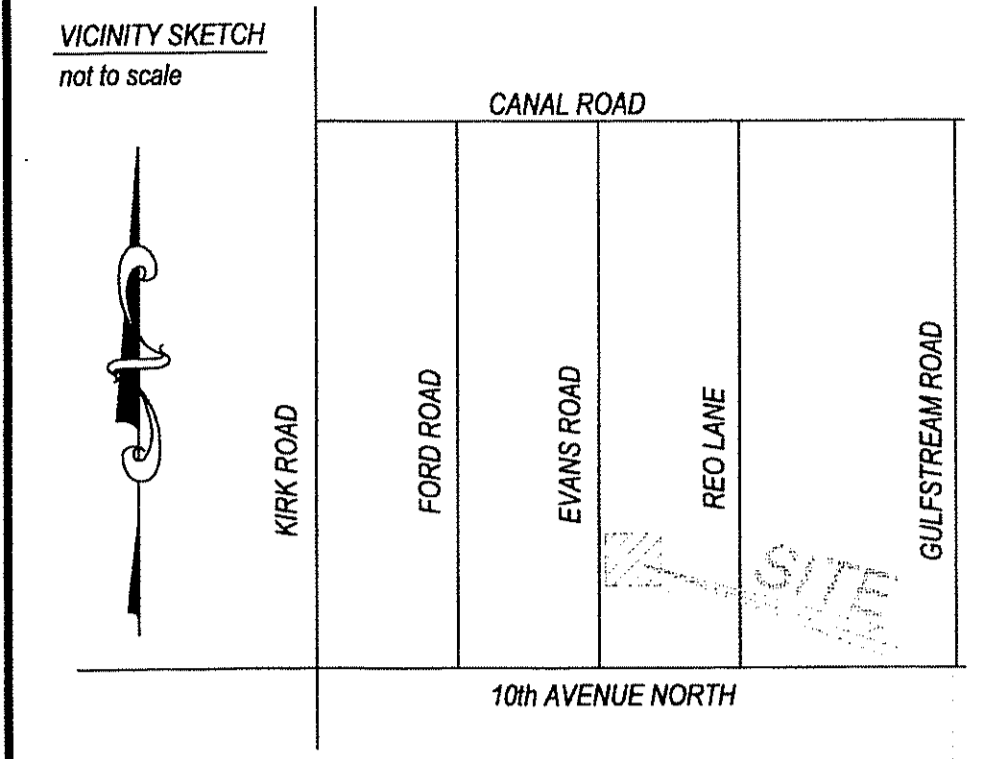 VICINITY SKETCH
not to scale
CANAL ROAD
KIRK ROAD
FORD ROAD
EVANS ROAD
REO LANE
GULFSTREAM ROAD
SITE
10th AVENUE NORTH